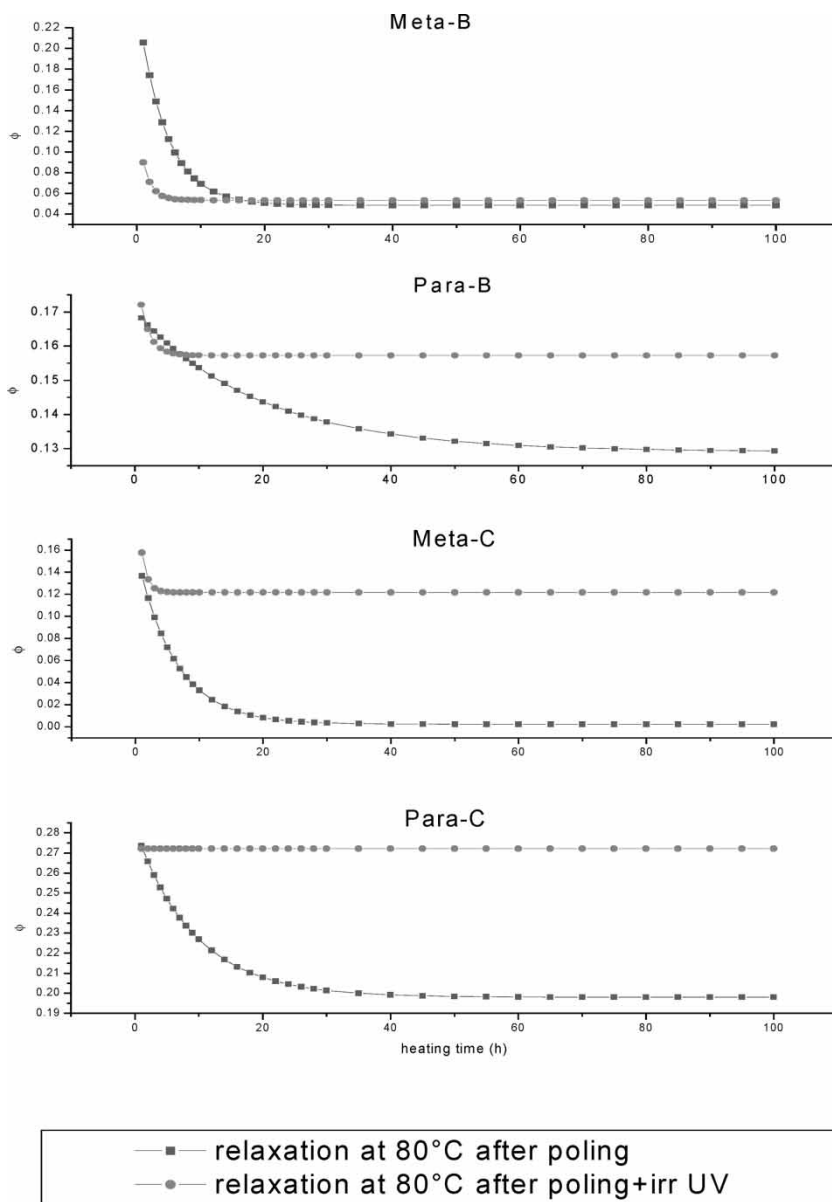 Meta-B
0.22
0.20
0.18
0.16
0.14
0.12
0.10
0.08
0.06
0.04
ϕ
0 20 40 60 80 100
Para-B
0.17
0.16
0.15
0.14
0.13
ϕ
0 20 40 60 80 100
Meta-C
0.16
0.14
0.12
0.10
0.08
0.06
0.04
0.02
0.00
ϕ
0 20 40 60 80 100
Para-C
0.28
0.27
0.26
0.25
0.24
0.23
0.22
0.21
0.20
0.19
ϕ
0 20 40 60 80 100
heating time (h)
relaxation at 80°C after poling
relaxation at 80°C after poling+irr UV